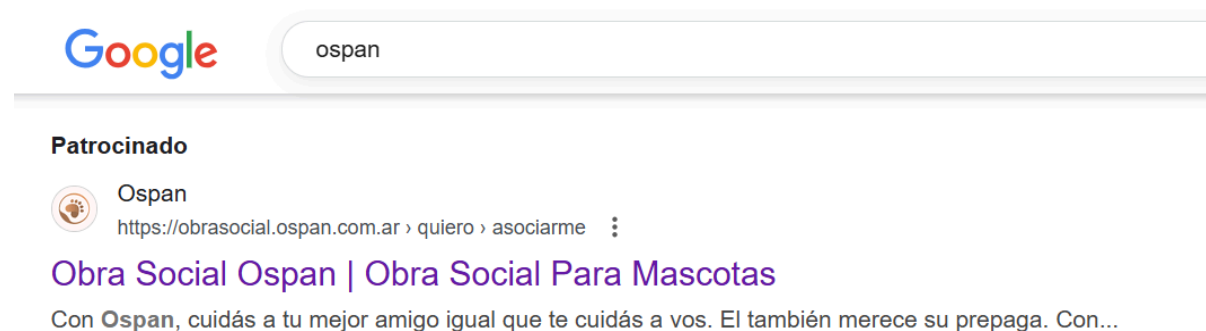 Google
ospan
Patrocinado
Ospan
https://obrasocial.ospan.com.ar › quiero › asociarme
Obra Social Ospan | Obra Social Para Mascotas
Con Ospan, cuidás a tu mejor amigo igual que te cuidás a vos. El también merece su prepaga. Con...